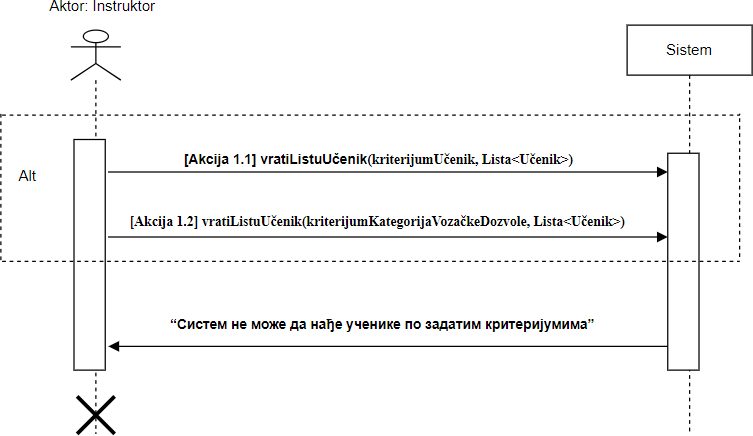 Aktor: Instruktor
Sistem
[Akcija 1.1] vratiListuUčenik(kriterijumUčenik, Lista<Učenik>)
Alt
[Akcija 1.2] vratiListuUčenik(kriterijumKategorijaVozačkeDozvole, Lista<Učenik>)
“Систем не може да нађе ученике по задатим критеријумима”